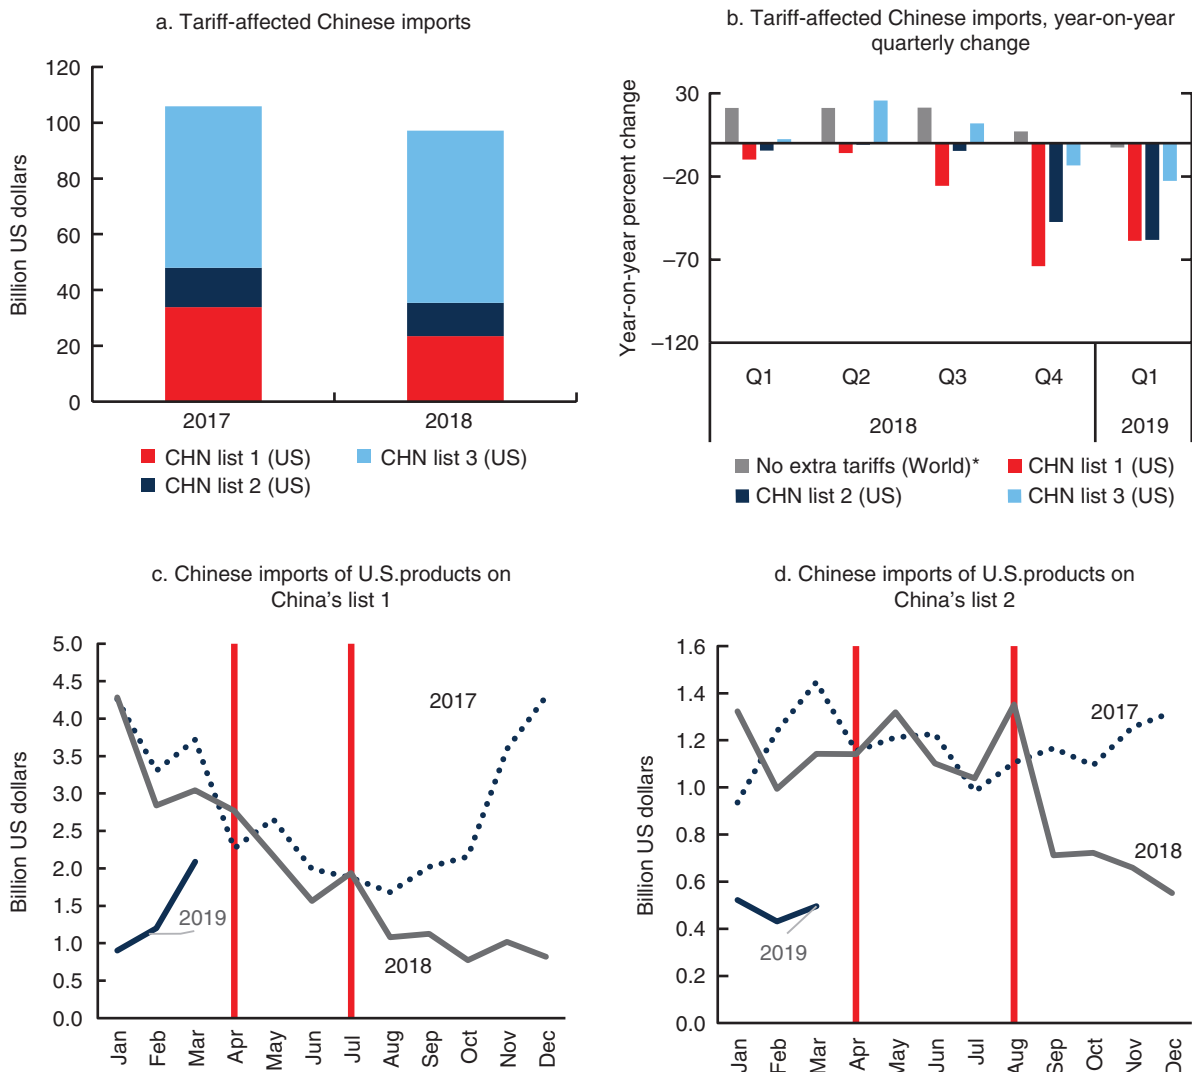 a. Tariff-affected Chinese imports
Billion US dollars
120
100
80
60
40
20
0
2017
2018
CHN list 1 (US)
CHN list 3 (US)
CHN list 2 (US)
b. Tariff-affected Chinese imports, year-on-year
quarterly change
Year-on-year percent change
30
−20
−70
−120
Q1
Q2
Q3
Q4
Q1
2018
2019
No extra tariffs (World)*
CHN list 1 (US)
CHN list 2 (US)
CHN list 3 (US)
c. Chinese imports of U.S.products on
China's list 1
Billion US dollars
5.0
4.5
4.0
3.5
3.0
2.5
2.0
1.5
1.0
0.5
0.0
2017
2019
2018
Jan
Feb
Mar
Apr
May
Jun
Jul
Aug
Sep
Oct
Nov
Dec
d. Chinese imports of U.S.products on
China's list 2
Billion US dollars
1.6
1.4
1.2
1.0
0.8
0.6
0.4
0.2
0.0
2017
2018
2019
Jan
Feb
Mar
Apr
May
Jun
Jul
Aug
Sep
Oct
Nov
Dec